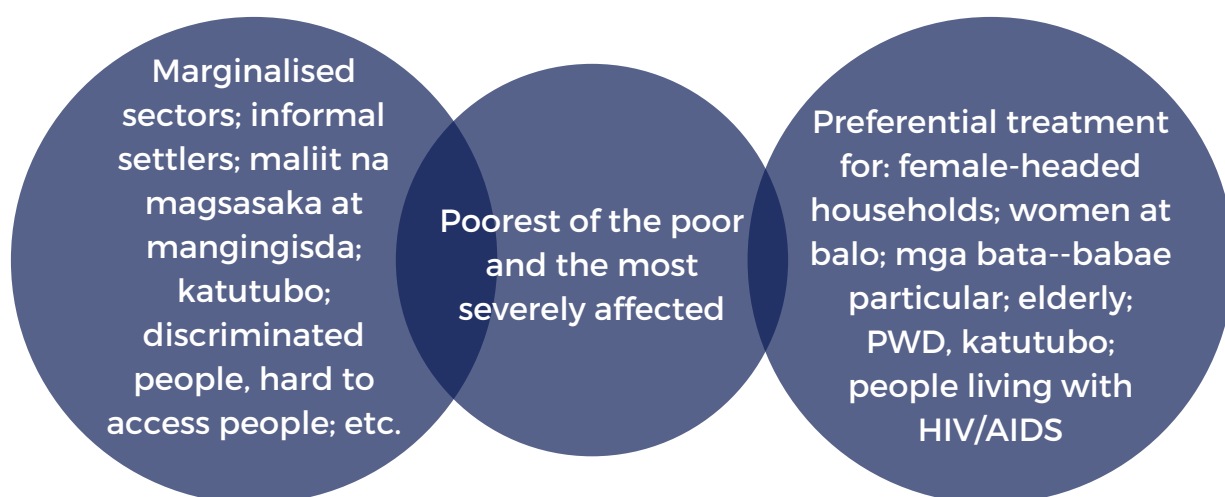 Marginalised
sectors; informal
settlers; maliit na
magsasaka at
mangingisda;
katutubo;
discriminated
people, hard to
access people; etc.
Poorest of the poor
and the most
severely affected
Preferential treatment
for: female-headed
households; women at
balo; mga bata--babae
particular; elderly;
PWD, katutubo;
people living with
HIV/AIDS